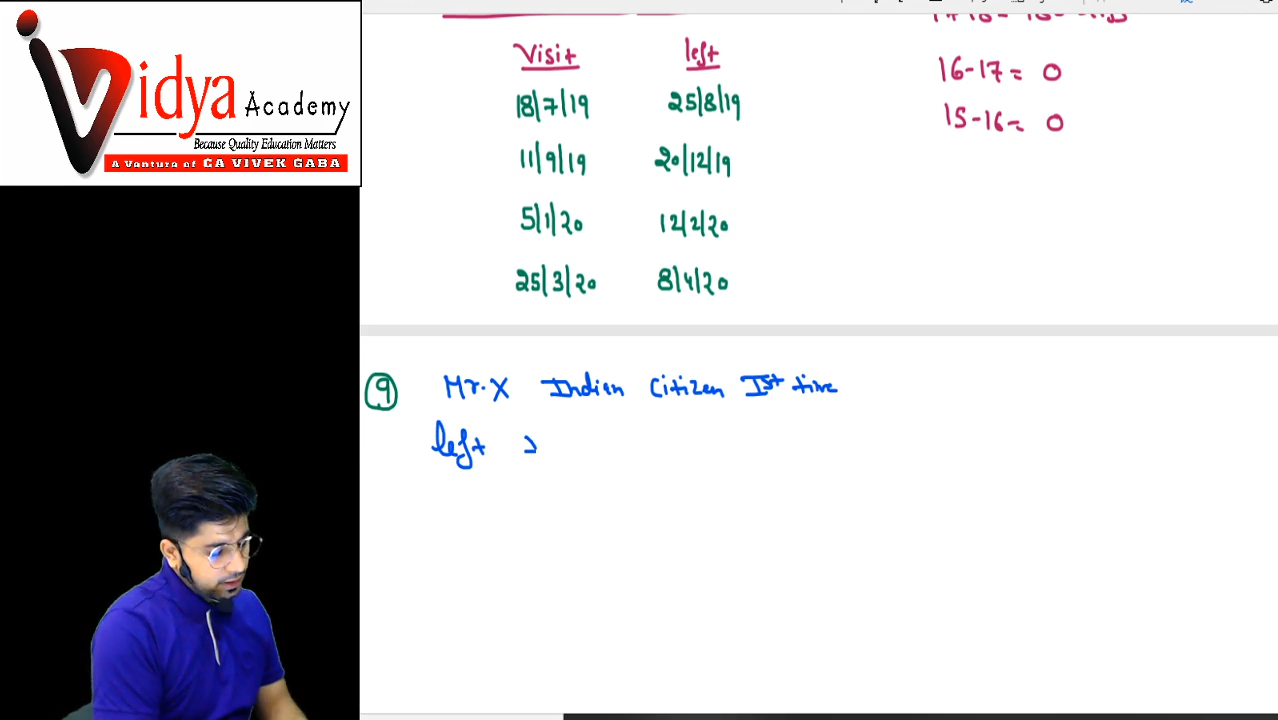 Vidya Academy
Because Quality Education Matters
A Ventura of CA VIVEK GABA
Visit left
18/7/19 25/8/19
11/9/19 20/12/19
5/1/20 12/2/20
25/3/20 8/4/20
16-17= 0
15-16= 0
9 Mr. X Indian Citizen Ist time
left